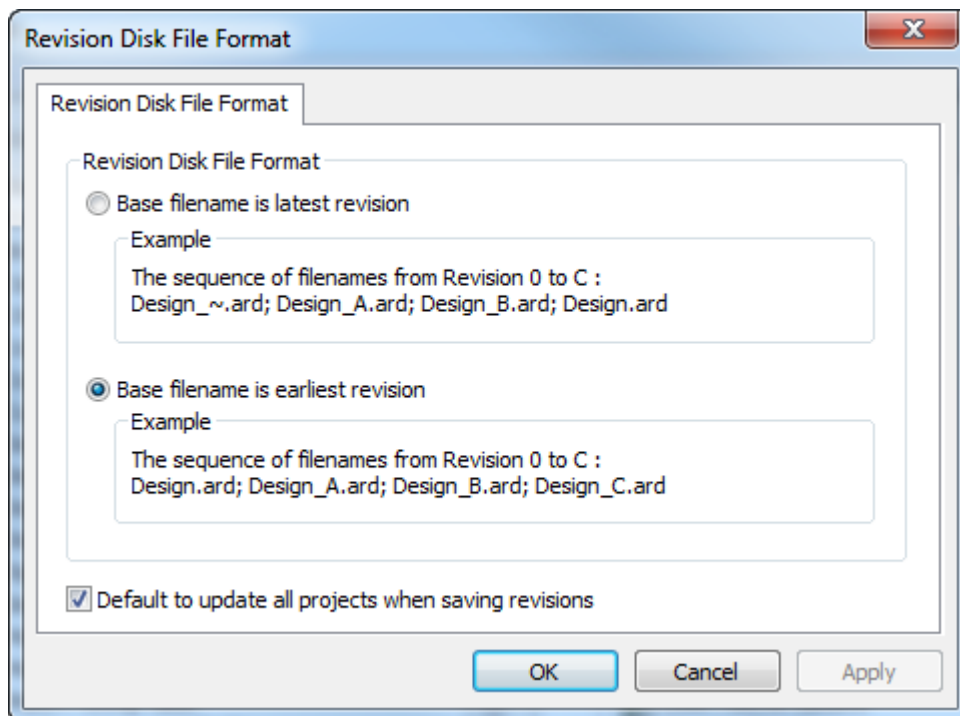 Revision Disk File Format
Revision Disk File Format
Revision Disk File Format
Base filename is latest revision
Example
The sequence of filenames from Revision 0 to C :
Design_~.ard; Design_A.ard; Design_B.ard; Design.ard
Base filename is earliest revision
Example
The sequence of filenames from Revision 0 to C :
Design.ard; Design_A.ard; Design_B.ard; Design_C.ard
Default to update all projects when saving revisions
OK Cancel Apply